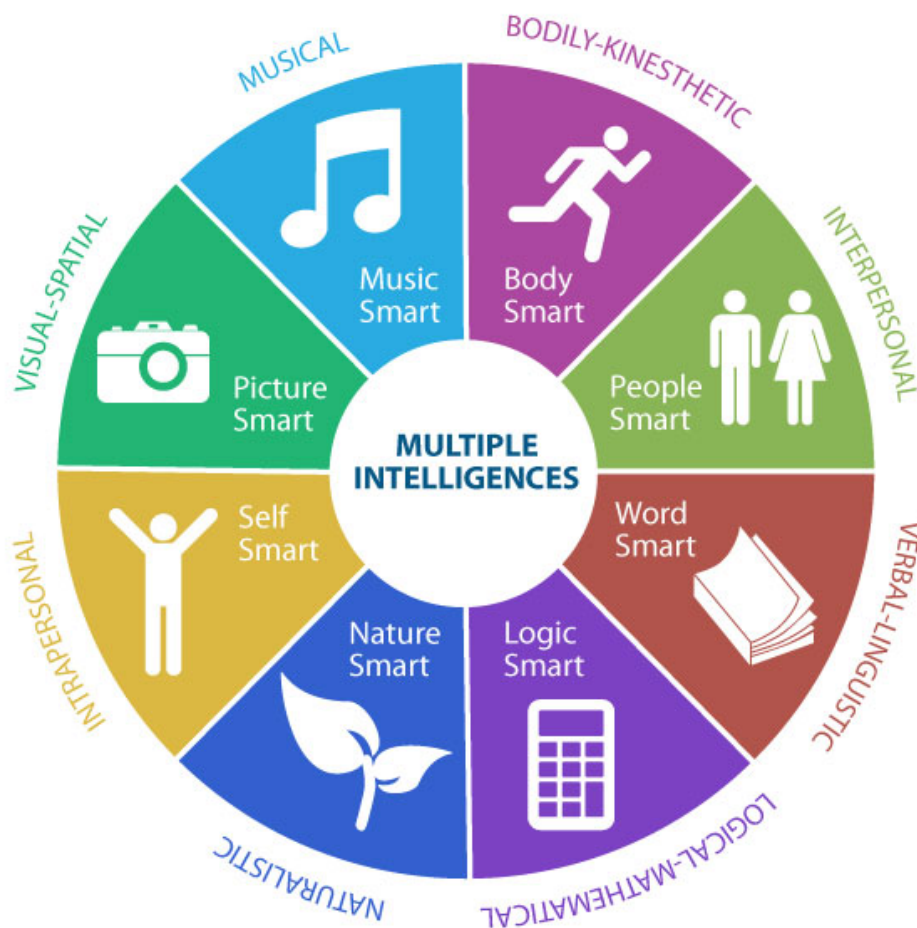 MULTIPLE
INTELLIGENCES
MUSICAL
Music
Smart
BODILY-KINESTHETIC
Body
Smart
INTERPERSONAL
People
Smart
VERBAL-LINGUISTIC
Word
Smart
LOGICAL-MATHEMATICAL
Logic
Smart
NATURALISTIC
Nature
Smart
INTRAPERSONAL
Self
Smart
VISUAL-SPATIAL
Picture
Smart